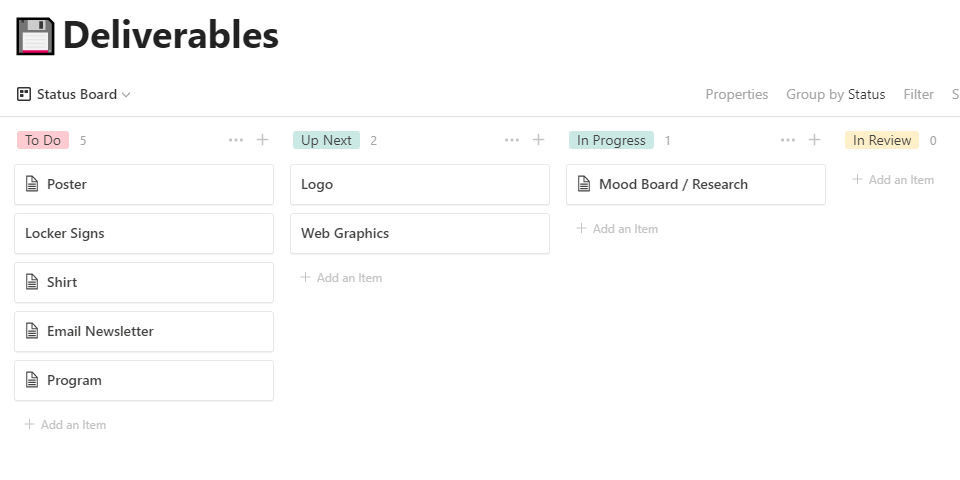 Deliverables
Status Board
Properties Group by Status Filter S
To Do 5
Poster
Locker Signs
Shirt
Email Newsletter
Program
Add an Item
Up Next 2
Logo
Web Graphics
Add an Item
In Progress 1
Mood Board / Research
Add an Item
In Review 0
Add an Item